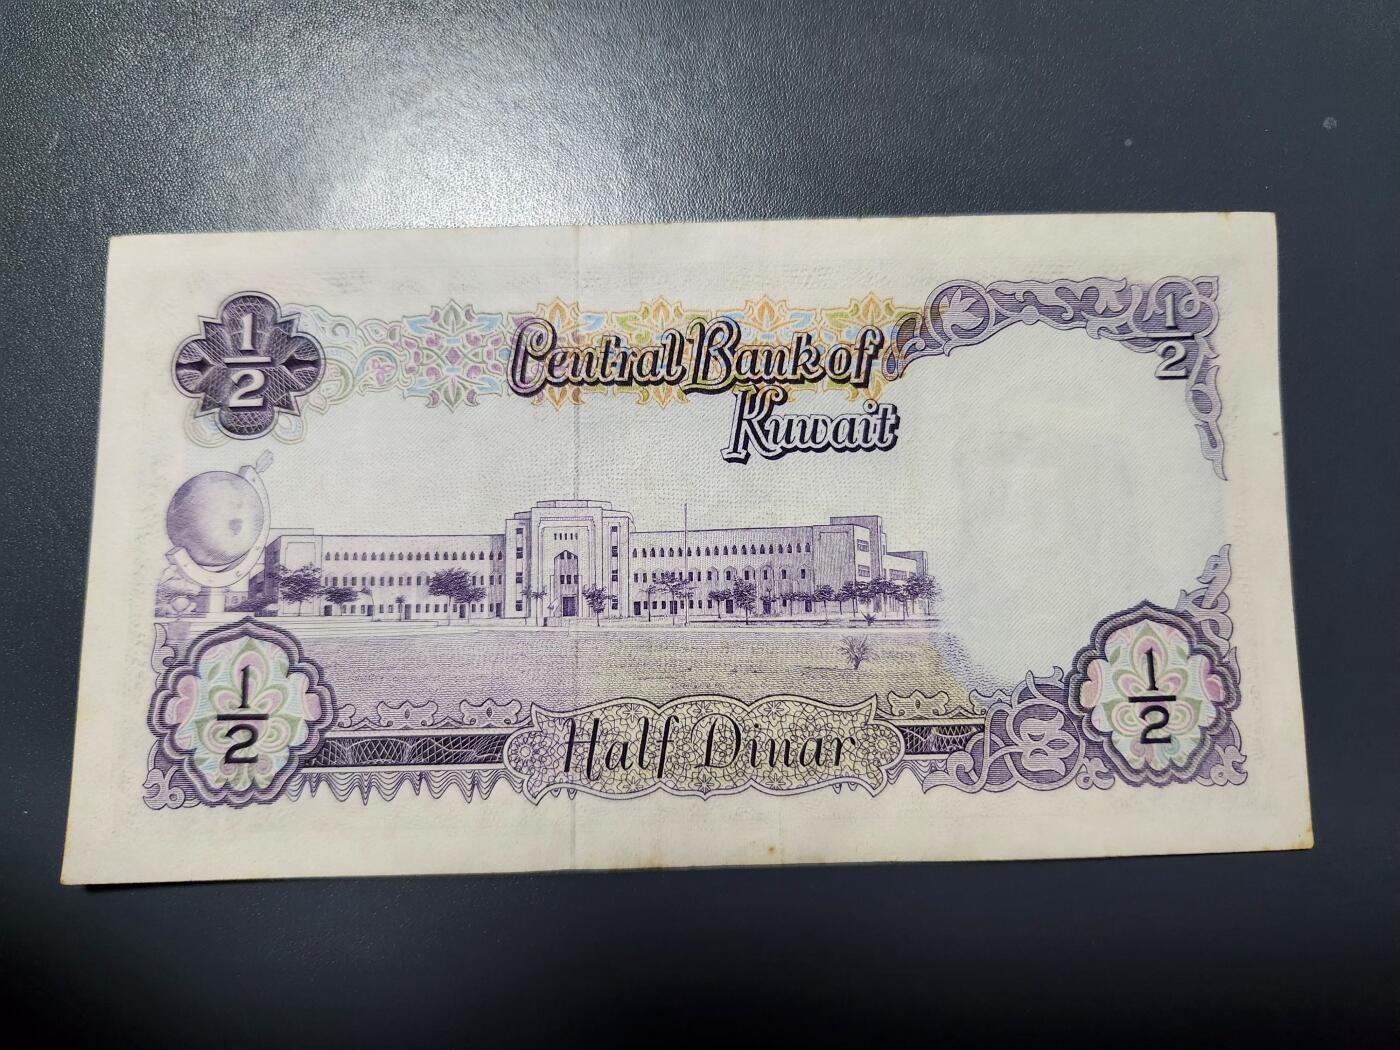 1/2
Central Bank of
Kuwait
1/2
1/2
Half Dinar
1/2